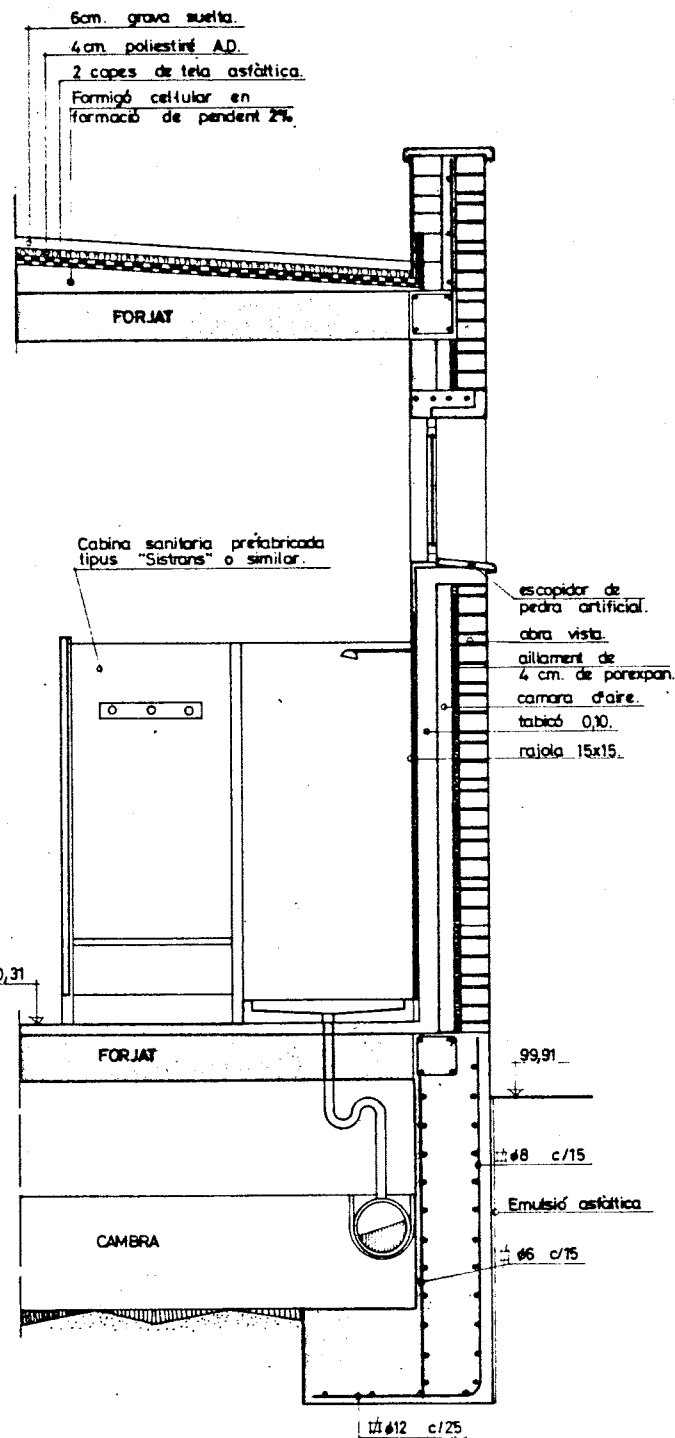 6cm. grava suelta.
4cm. poliestiré A.D.
2 capes de tela asfàltica.
Formigó cel·lular en
formació de pendent 2%
FORJAT
Cabina sanitaria prefabricada
tipus "Sistrans" o similar.
escopidor de
pedra artificial.
obra vista.
aillament de
4 cm. de porexpan.
camara d'aire.
tabicó 0,10.
rajola 15x15.
0,31
FORJAT
99,91
ø8 c/15
Emulsió asfàltica
CAMBRA
ø6 c/15
ø12 c/25